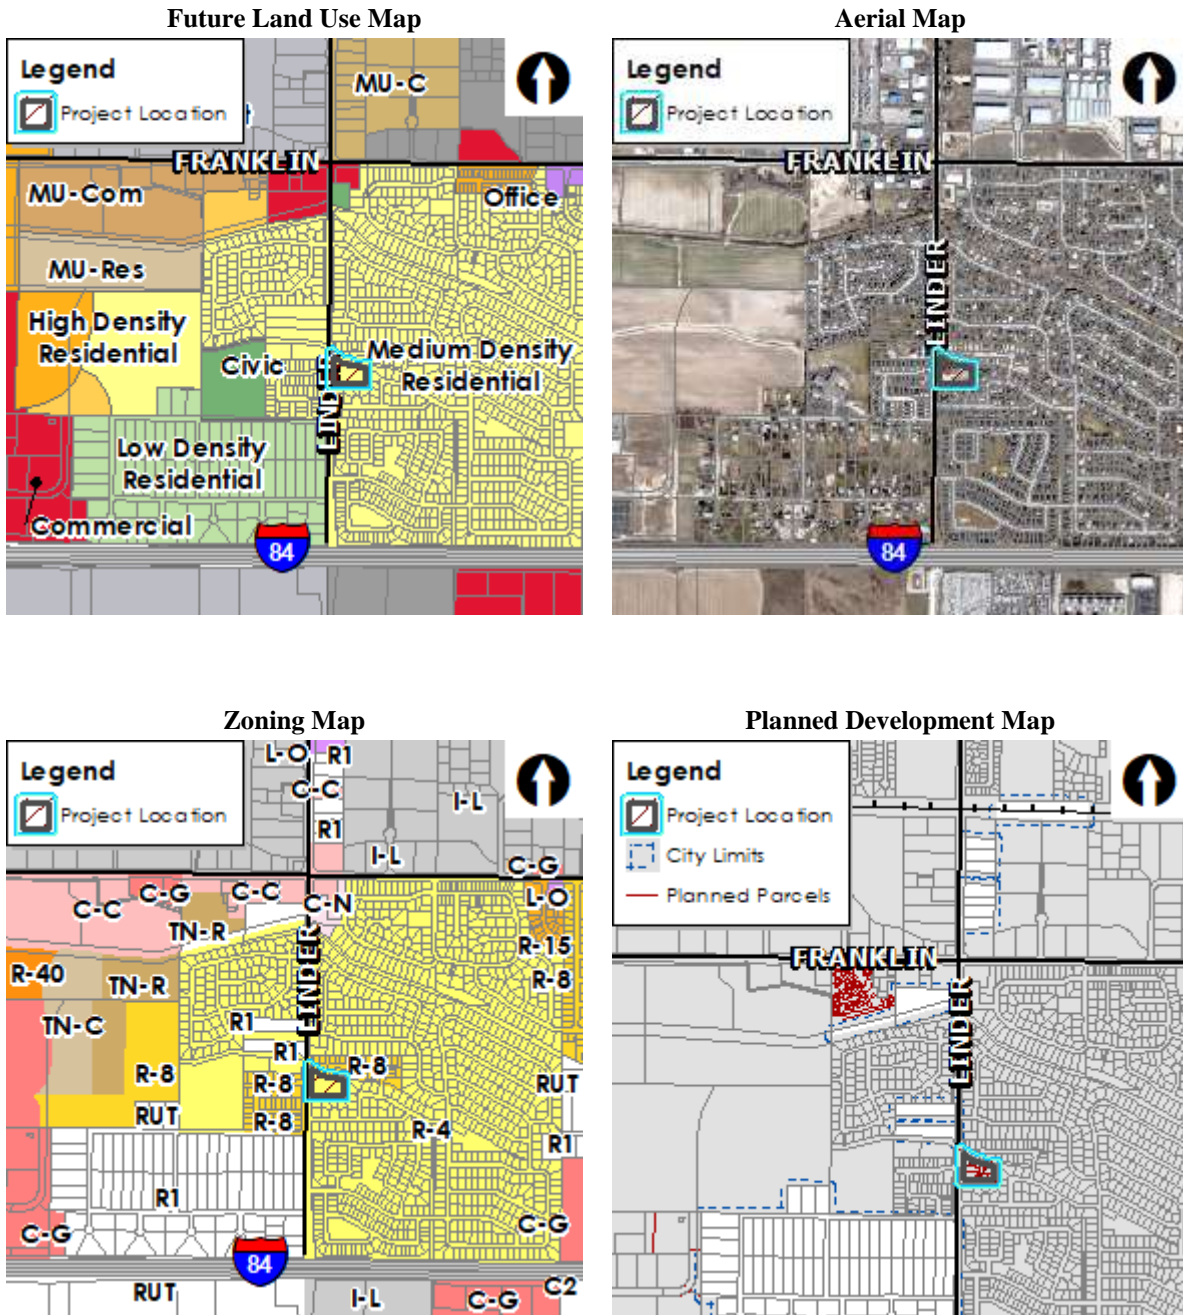 Future Land Use Map
Legend
Project Location
MU-C
FRANKLIN
MU-Com
Office
MU-Res
High Density
Residential
Civic
Medium Density
Residential
LINDER
Low Density
Residential
Commercial
84
Aerial Map
Legend
Project Location
FRANKLIN
LINDER
84
Zoning Map
Legend
Project Location
L-O
R1
C-C
I-L
R1
I-L
C-G
C-G
C-C
L-O
C-C
C-N
TN-R
R-15
R-40
TN-R
LINDER
R-8
TN-C
R1
R1
R-8
R-8
R-8
RUT
RUT
R-8
R-4
R1
R1
C-G
C-G
84
RUT
I-L
C-G
C2
Planned Development Map
Legend
Project Location
City Limits
Planned Parcels
FRANKLIN
LINDER